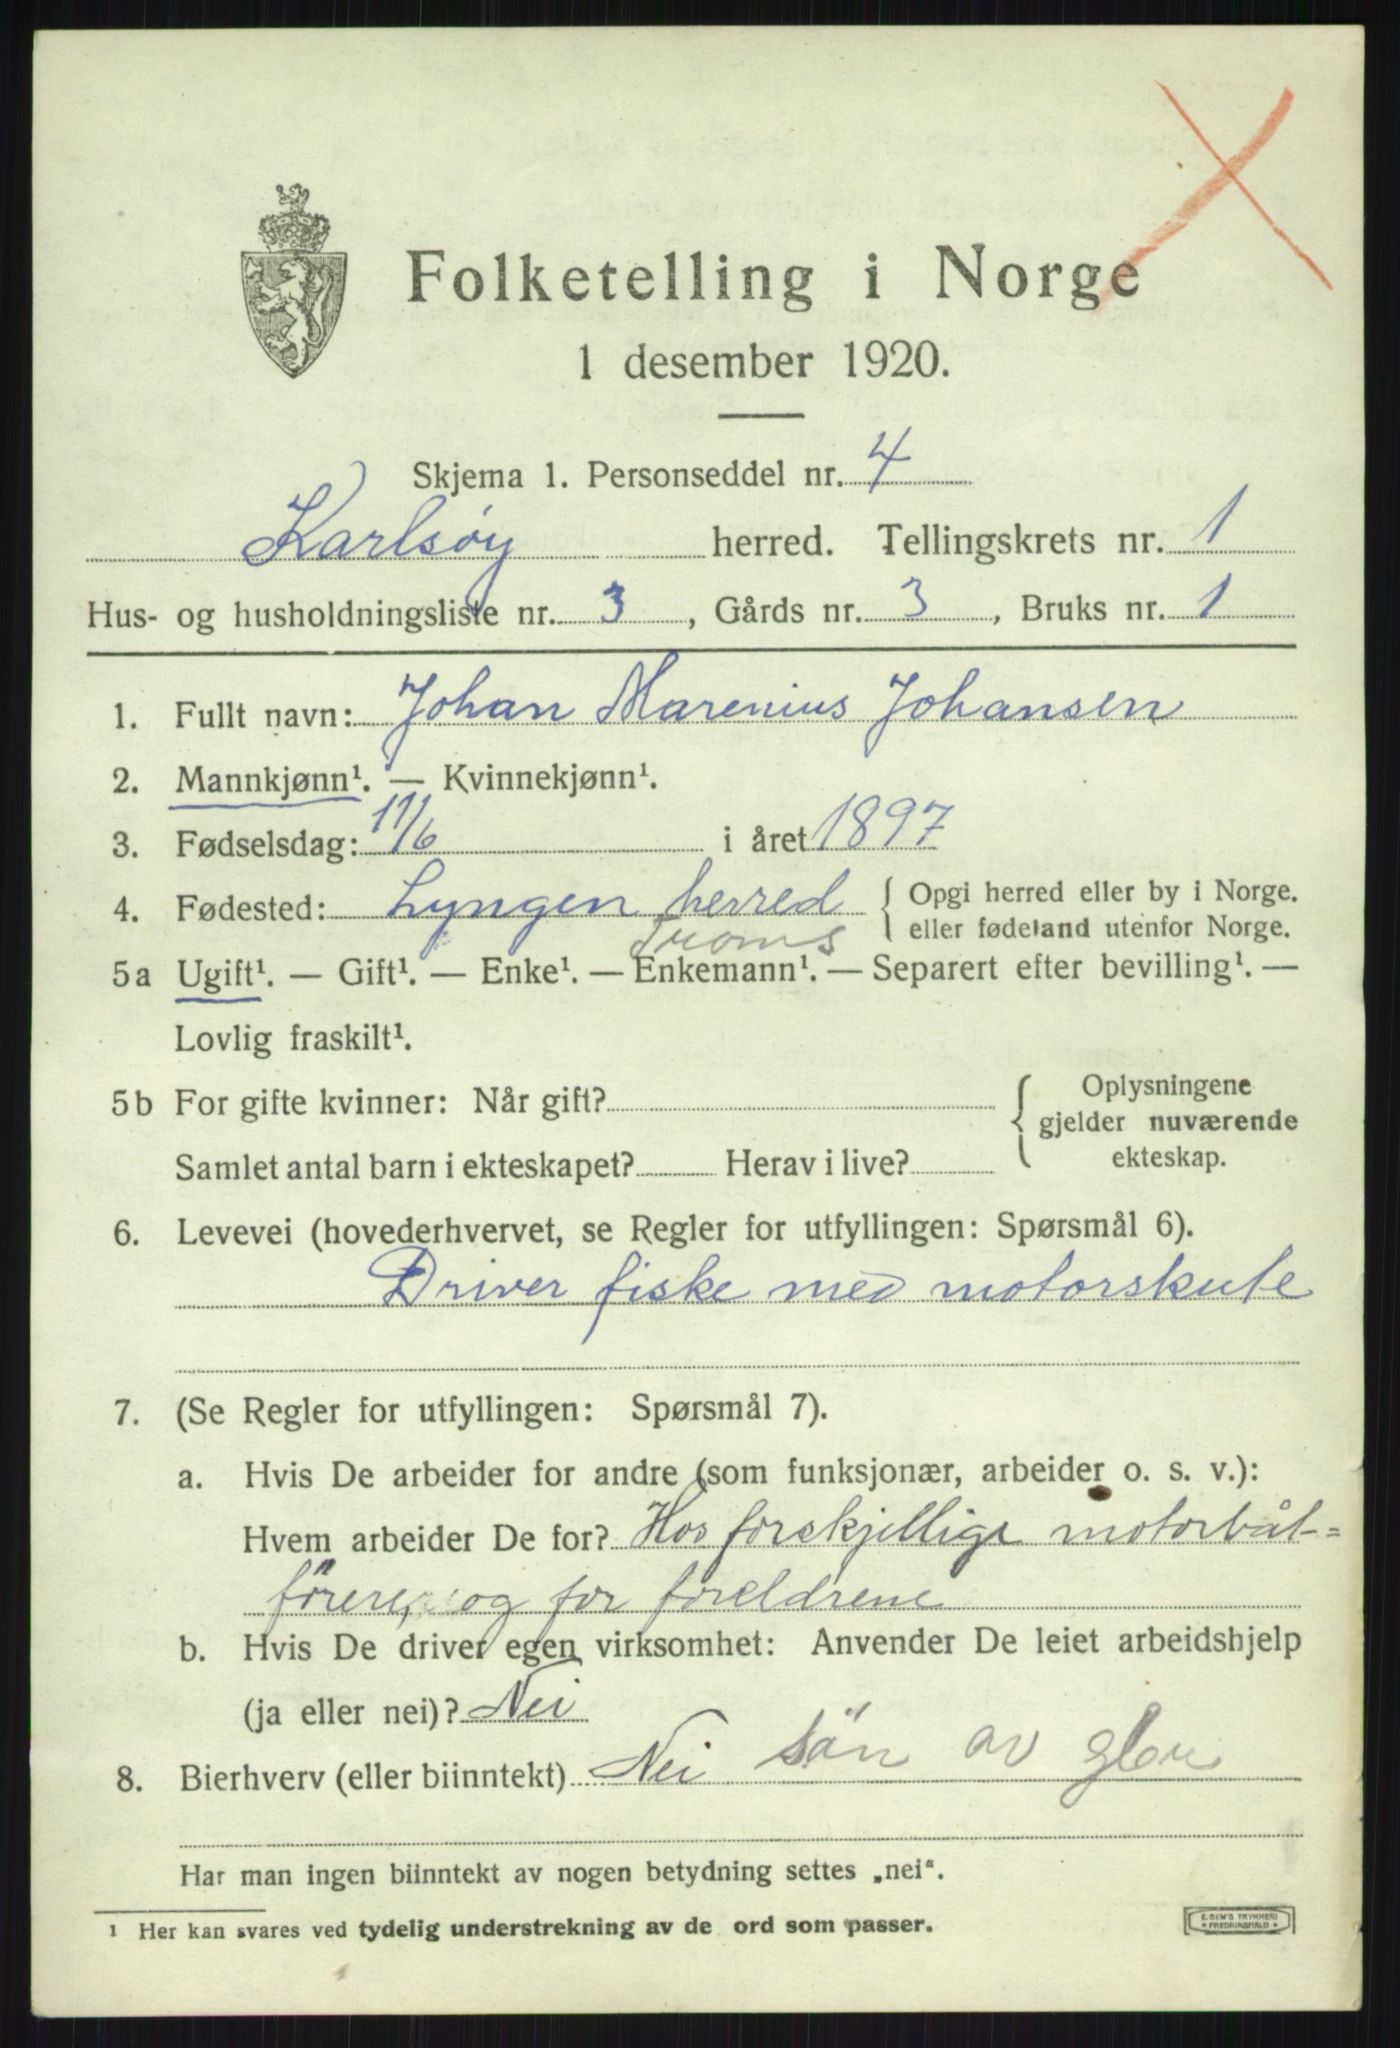 Folketelling i Norge
1 desember 1920.
Skjema 1. Personseddel nr. 4
Karlsøy herred. Tellingskrets nr. 1
Hus- og husholdningsliste nr. 3, Gårds nr. 3, Bruks nr. 1
1. Fullt navn: Johan Marenius Johansen
2. Mannkjønn¹. — Kvinnekjønn¹.
3. Fødselsdag: 11/6 i året 1897
4. Fødested: Lyngen herred { Opgi herred eller by i Norge.
eller fødeland utenfor Norge.
Troms
5a Ugift¹. — Gift¹. — Enke¹. — Enkemann¹. — Separert efter bevilling¹. —
Lovlig fraskilt¹.
5b For gifte kvinner: Når gift? { Oplysningene
gjelder nuværende
Samlet antal barn i ekteskapet? Herav i live? ekteskap.
6. Levevei (hovederhvervet, se Regler for utfyllingen: Spørsmål 6).
Driver fiske med motorskute
7. (Se Regler for utfyllingen: Spørsmål 7).
a. Hvis De arbeider for andre (som funksjonær, arbeider o. s. v.):
Hvem arbeider De for? Hos forskjellige motorbåt=
förere, og for foreldrene
b. Hvis De driver egen virksomhet: Anvender De leiet arbeidshjelp
(ja eller nei)? Nei
8. Bierhverv (eller biinntekt) Nei sön av
Har man ingen biinntekt av nogen betydning settes „nei“.
¹ Her kan svares ved tydelig understrekning av de ord som passer.
E. SEM'S TRYKKERI
FREDRIKSHALD